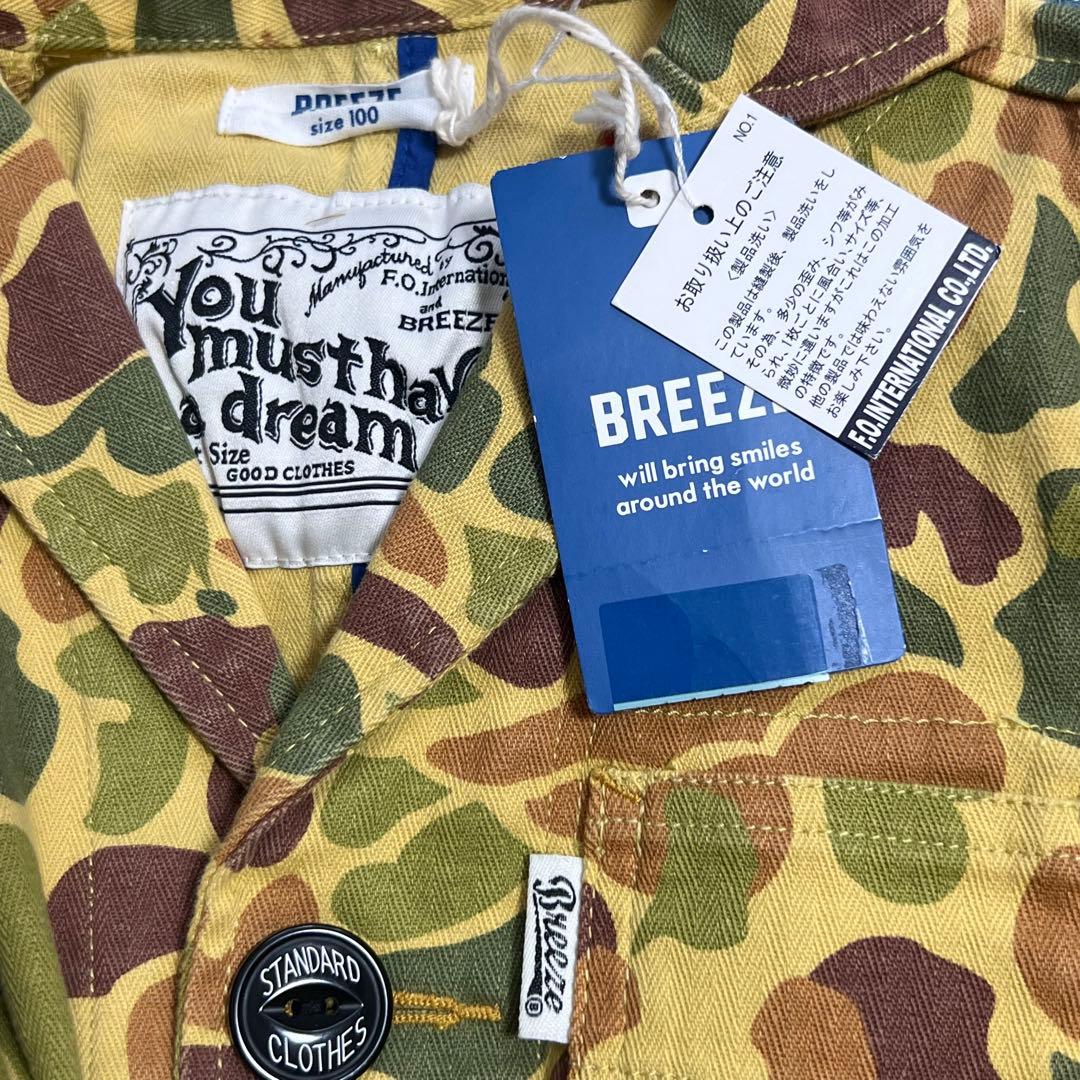 BREEZE
size 100
You
must have
a dream
Manufactured by
F.O.International
and
BREEZE
Size
GOOD CLOTHES
BREEZE
will bring smiles
around the world
NO.1
お取り扱い上のご注意
〈製品洗い〉
この製品は縫製後、製品洗いをし
ています。
その為、多少の歪み、シワ等がみ
られ、1枚ごとに風合い、サイズ等、
微妙に違いますがこれはこの加工
の特徴です。
他の製品では味わえない雰囲気を
お楽しみ下さい。
F.O.INTERNATIONAL CO.,LTD.
Breeze
®
STANDARD
CLOTHES